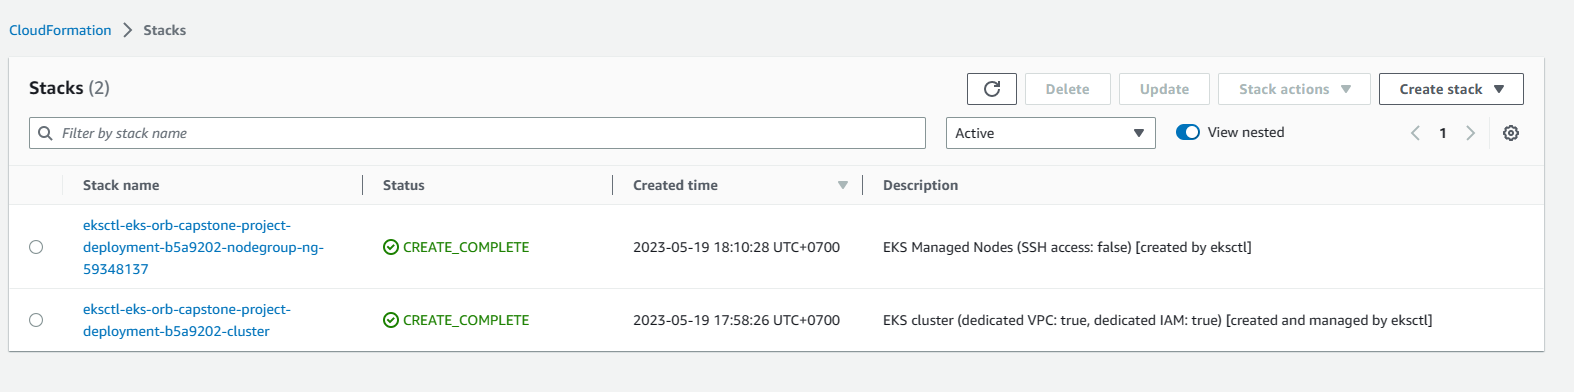 CloudFormation > Stacks
Stacks (2)
Delete
Update
Stack actions
Create stack
Filter by stack name
Active
View nested
1
Stack name
Status
Created time
Description
eksctl-eks-orb-capstone-project-
deployment-b5a9202-nodegroup-ng-
59348137
CREATE_COMPLETE
2023-05-19 18:10:28 UTC+0700
EKS Managed Nodes (SSH access: false) [created by eksctl]
eksctl-eks-orb-capstone-project-
deployment-b5a9202-cluster
CREATE_COMPLETE
2023-05-19 17:58:26 UTC+0700
EKS cluster (dedicated VPC: true, dedicated IAM: true) [created and managed by eksctl]